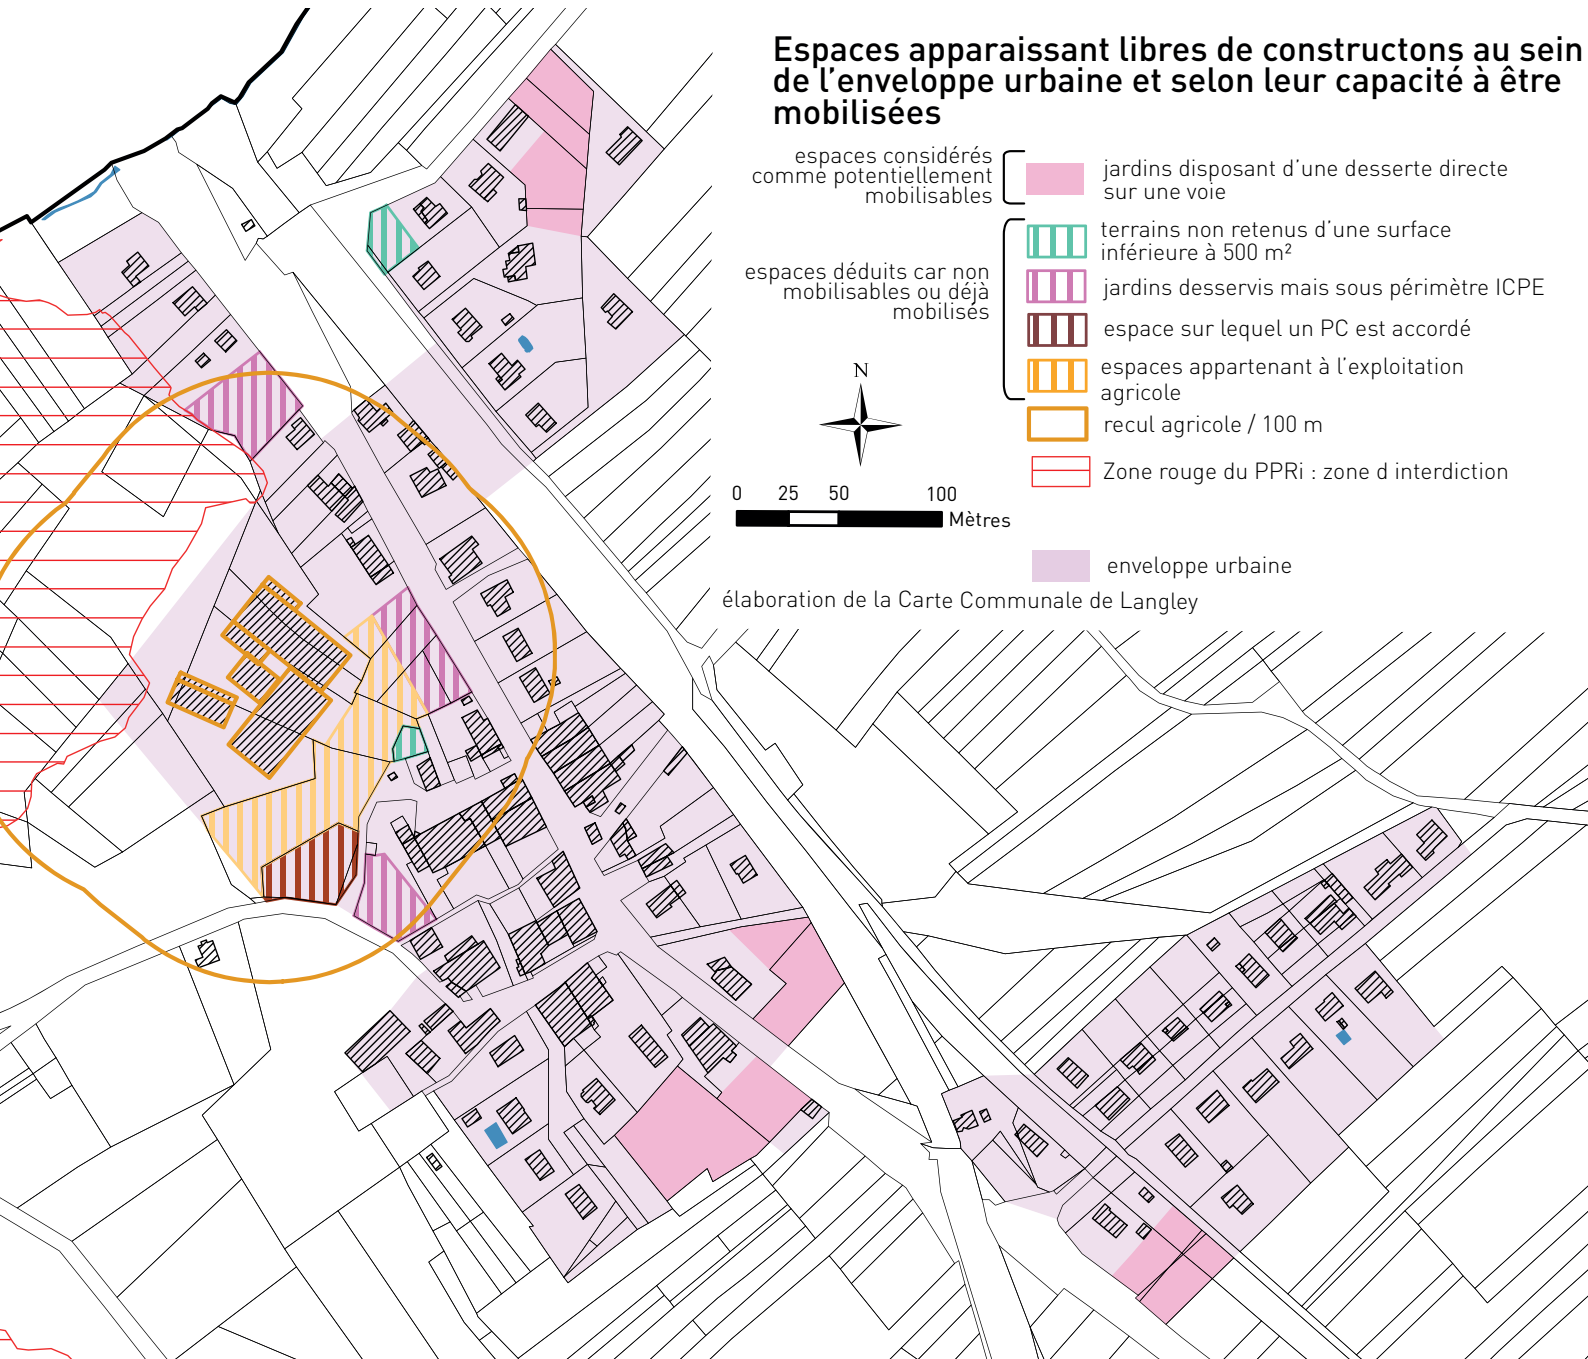 Espaces apparaissant libres de constructons au sein
de l'enveloppe urbaine et selon leur capacité à être
mobilisées
espaces considérés
comme potentiellement
mobilisables
jardins disposant d'une desserte directe
sur une voie
espaces déduits car non
mobilisables ou déjà
mobilisés
terrains non retenus d'une surface
inférieure à 500 m²
jardins desservis mais sous périmètre ICPE
espace sur lequel un PC est accordé
espaces appartenant à l'exploitation
agricole
recul agricole / 100 m
Zone rouge du PPRi : zone d interdiction
N
0 25 50 100
Mètres
enveloppe urbaine
élaboration de la Carte Communale de Langley